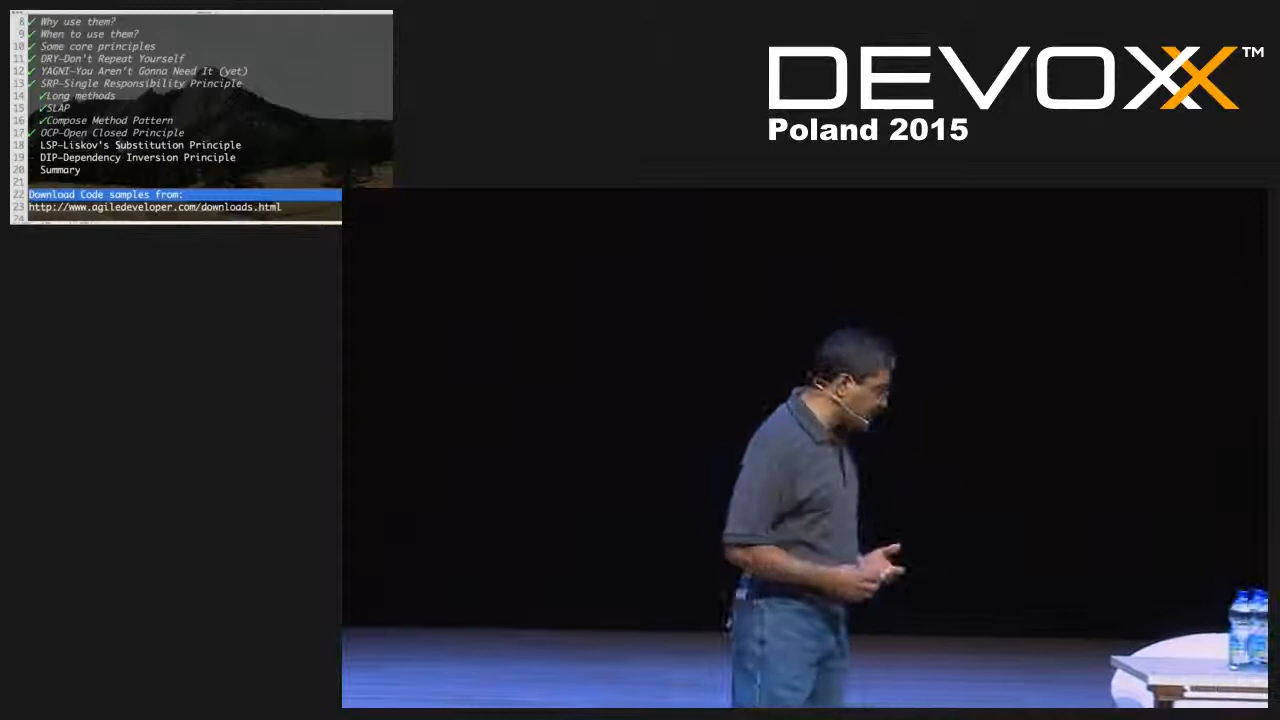 8 ✓ Why use them?
9 ✓ When to use them?
10 ✓ Some core principles
11 ✓ DRY-Don't Repeat Yourself
12 ✓ YAGNI-You Aren't Gonna Need It (yet)
13 ✓ SRP-Single Responsibility Principle
14 ✓Long methods
15 ✓SLAP
16 ✓Compose Method Pattern
17 ✓ OCP-Open Closed Principle
18 LSP-Liskov's Substitution Principle
19 DIP-Dependency Inversion Principle
20 Summary
21
22 Download Code samples from:
23 http://www.agiledeveloper.com/downloads.html
24
DEVOXX™
Poland 2015